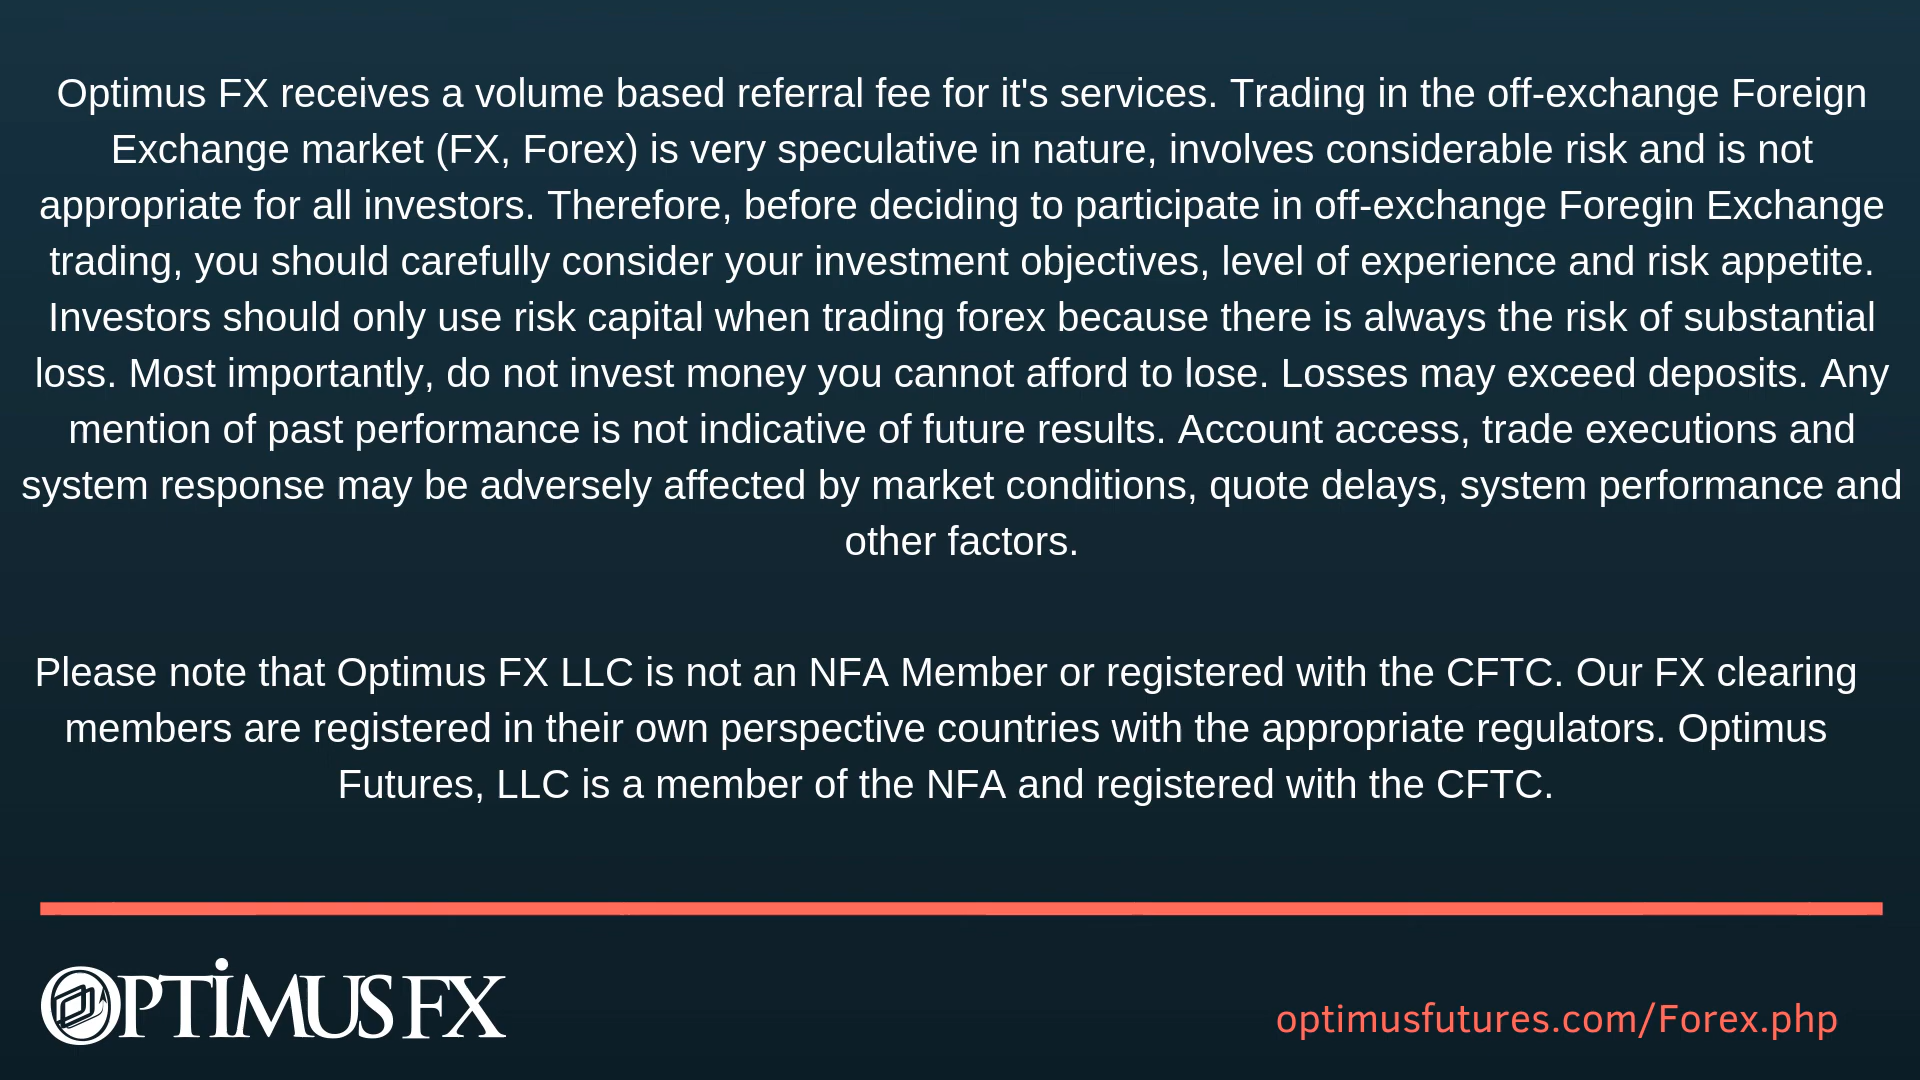 Optimus FX receives a volume based referral fee for it's services. Trading in the off-exchange Foreign
Exchange market (FX, Forex) is very speculative in nature, involves considerable risk and is not
appropriate for all investors. Therefore, before deciding to participate in off-exchange Foregin Exchange
trading, you should carefully consider your investment objectives, level of experience and risk appetite.
Investors should only use risk capital when trading forex because there is always the risk of substantial
loss. Most importantly, do not invest money you cannot afford to lose. Losses may exceed deposits. Any
mention of past performance is not indicative of future results. Account access, trade executions and
system response may be adversely affected by market conditions, quote delays, system performance and
other factors.
Please note that Optimus FX LLC is not an NFA Member or registered with the CFTC. Our FX clearing
members are registered in their own perspective countries with the appropriate regulators. Optimus
Futures, LLC is a member of the NFA and registered with the CFTC.
OPTIMUS FX
optimusfutures.com/Forex.php